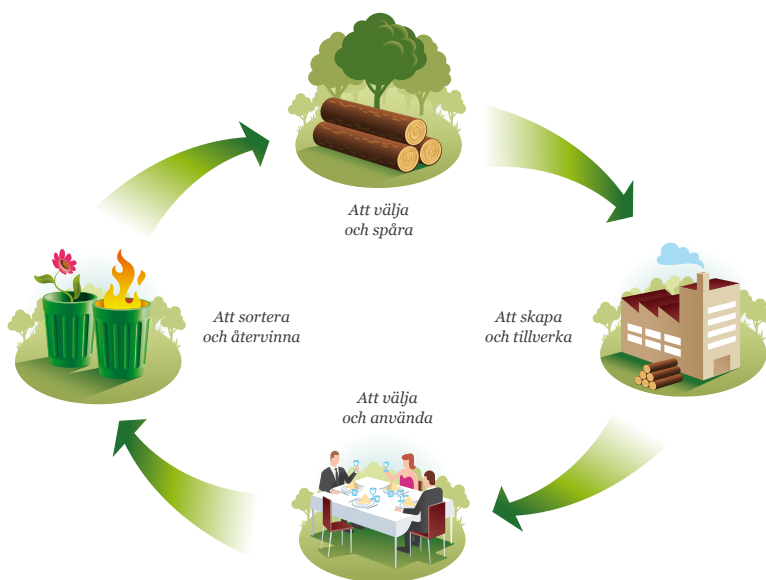 Att välja
och spåra
Att sortera
och återvinna
Att skapa
och tillverka
Att välja
och använda